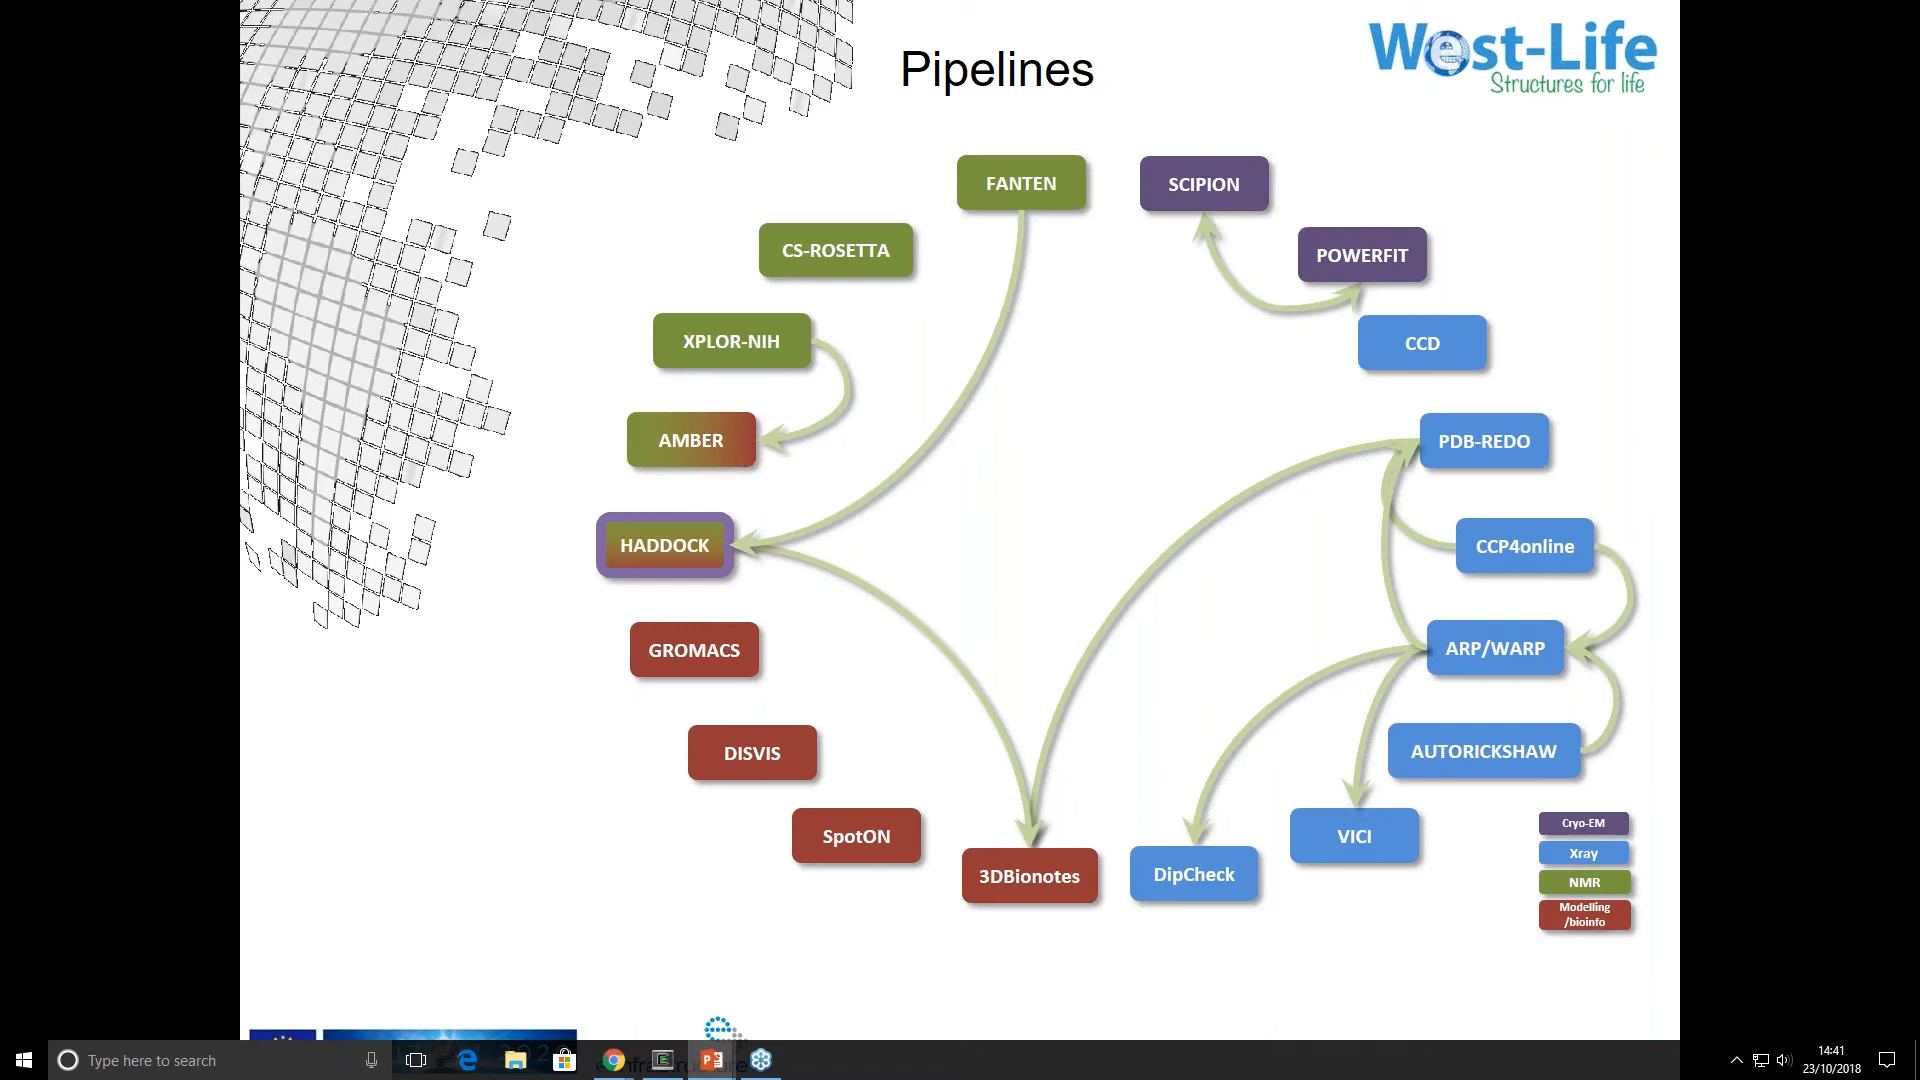 Pipelines
West-Life
Structures for life
FANTEN
SCIPION
CS-ROSETTA
POWERFIT
XPLOR-NIH
CCD
AMBER
PDB-REDO
HADDOCK
CCP4online
GROMACS
ARP/WARP
DISVIS
AUTORICKSHAW
SpotON
VICI
3DBionotes
DipCheck
Cryo-EM
Xray
NMR
Modelling
/bioinfo
Type here to search
14:41
23/10/2018